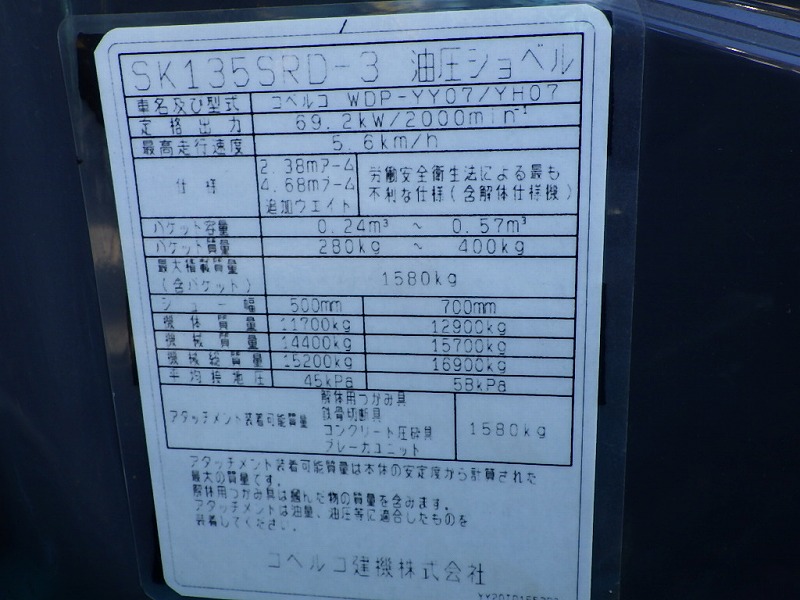 SK135SRD-3 油圧ショベル
車名及び型式 コベルコ WDP-YY07/YH07
定格出力 69.2kW/2000min⁻¹
最高走行速度 5.6km/h
仕様 2.38mアーム 4.68mブーム 追加ウエイト 労働安全衛生法による最も不利な仕様(含解体仕様機)
バケット容量 0.24m³ ~ 0.57m³
バケット質量 280kg ~ 400kg
最大積載質量
(含バケット) 1580kg
シュー幅 500mm 700mm
機体質量 11700kg 12900kg
機械質量 14400kg 15700kg
機械総質量 15200kg 16900kg
平均接地圧 45kPa 58kPa
アタッチメント装着可能質量 解体用つかみ具 鉄骨切断具 コンクリート圧砕具 ブレーカユニット 1580kg
アタッチメント装着可能質量は本体の安定度から計算された
最大の質量です。
解体用つかみ具は掴んだ物の質量を含みます。
アタッチメントは油量、油圧等に適合したものを
装着してください。
コベルコ建機株式会社